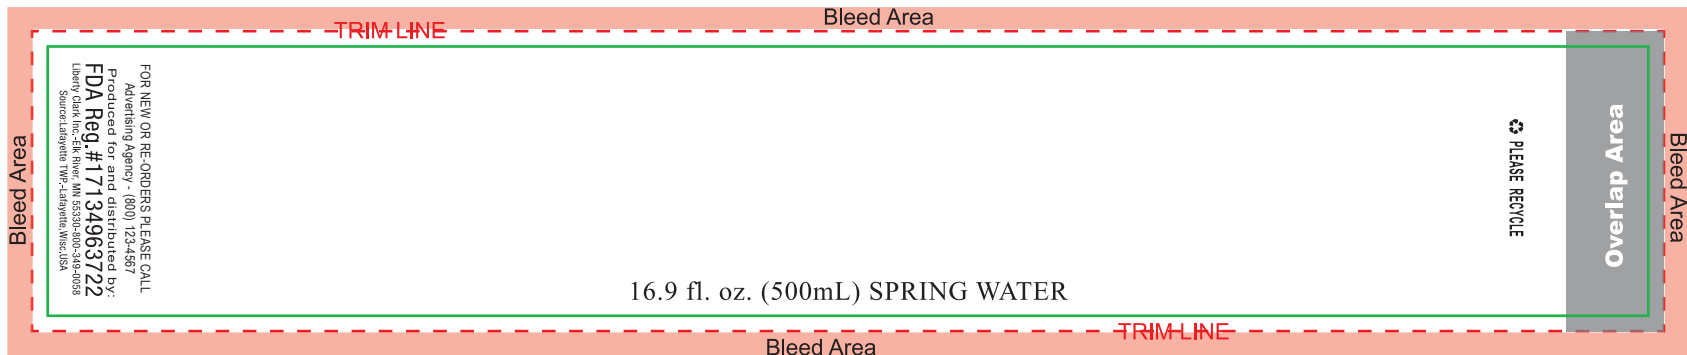 Bleed Area
TRIM LINE
Bleed Area
FOR NEW OR RE-ORDERS PLEASE CALL
Advertising Agency - (800) 123-4567
Produced for and distributed by:
FDA Reg.#17134963722
Liberty Clark Inc.-Elk River, MN 55330-800-349-0058
Source:Lafayette TWP.-Lafayette,Wisc.USA
16.9 fl. oz. (500mL) SPRING WATER
PLEASE RECYCLE
Overlap Area
Bleed Area
TRIM LINE
Bleed Area